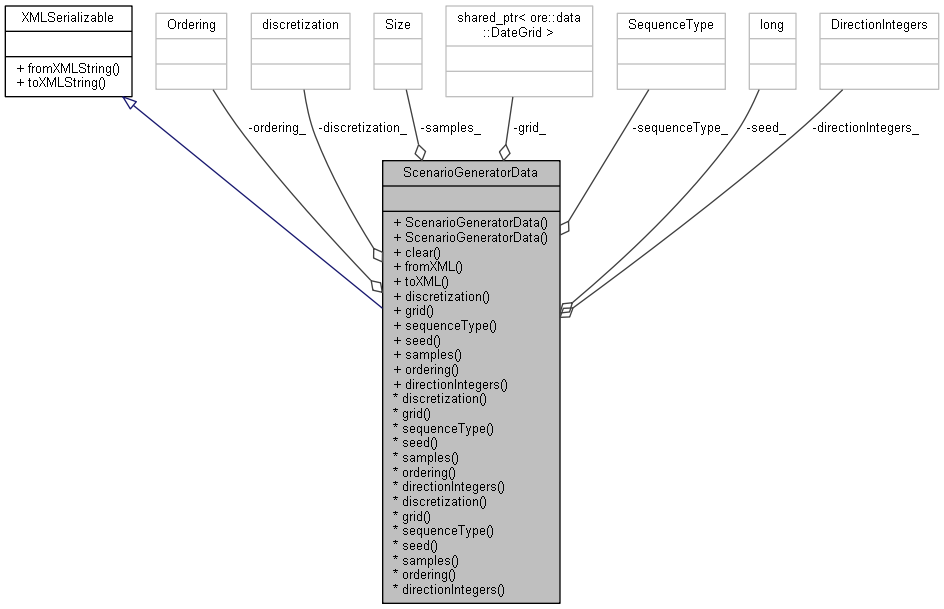 XMLSerializable
+ fromXMLString()
+ toXMLString()
Ordering
discretization
Size
shared_ptr< ore::data
::DateGrid >
SequenceType
long
DirectionIntegers
-ordering_
-discretization_
-samples_
-grid_
-sequenceType_
-seed_
-directionIntegers_
ScenarioGeneratorData
+ ScenarioGeneratorData()
+ ScenarioGeneratorData()
+ clear()
+ fromXML()
+ toXML()
+ discretization()
+ grid()
+ sequenceType()
+ seed()
+ samples()
+ ordering()
+ directionIntegers()
* discretization()
* grid()
* sequenceType()
* seed()
* samples()
* ordering()
* directionIntegers()
* discretization()
* grid()
* sequenceType()
* seed()
* samples()
* ordering()
* directionIntegers()